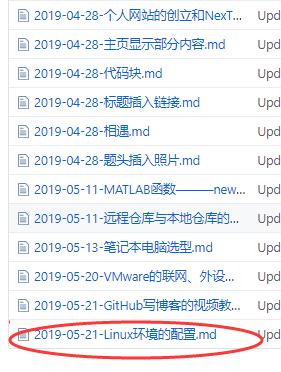 2019-04-28-个人网站的创立和NexT... Upd
2019-04-28-主页显示部分内容.md Upd
2019-04-28-代码块.md Upd
2019-04-28-标题插入链接.md Upd
2019-04-28-相遇.md Upd
2019-04-28-题头插入照片.md Upd
2019-05-11-MATLAB函数———new... Upd
2019-05-11-远程仓库与本地仓库的... Upd
2019-05-13-笔记本电脑选型.md Upd
2019-05-20-VMware的联网、外设... Upd
2019-05-21-GitHub写博客的视频教... Upd
2019-05-21-Linux环境的配置.md Upd